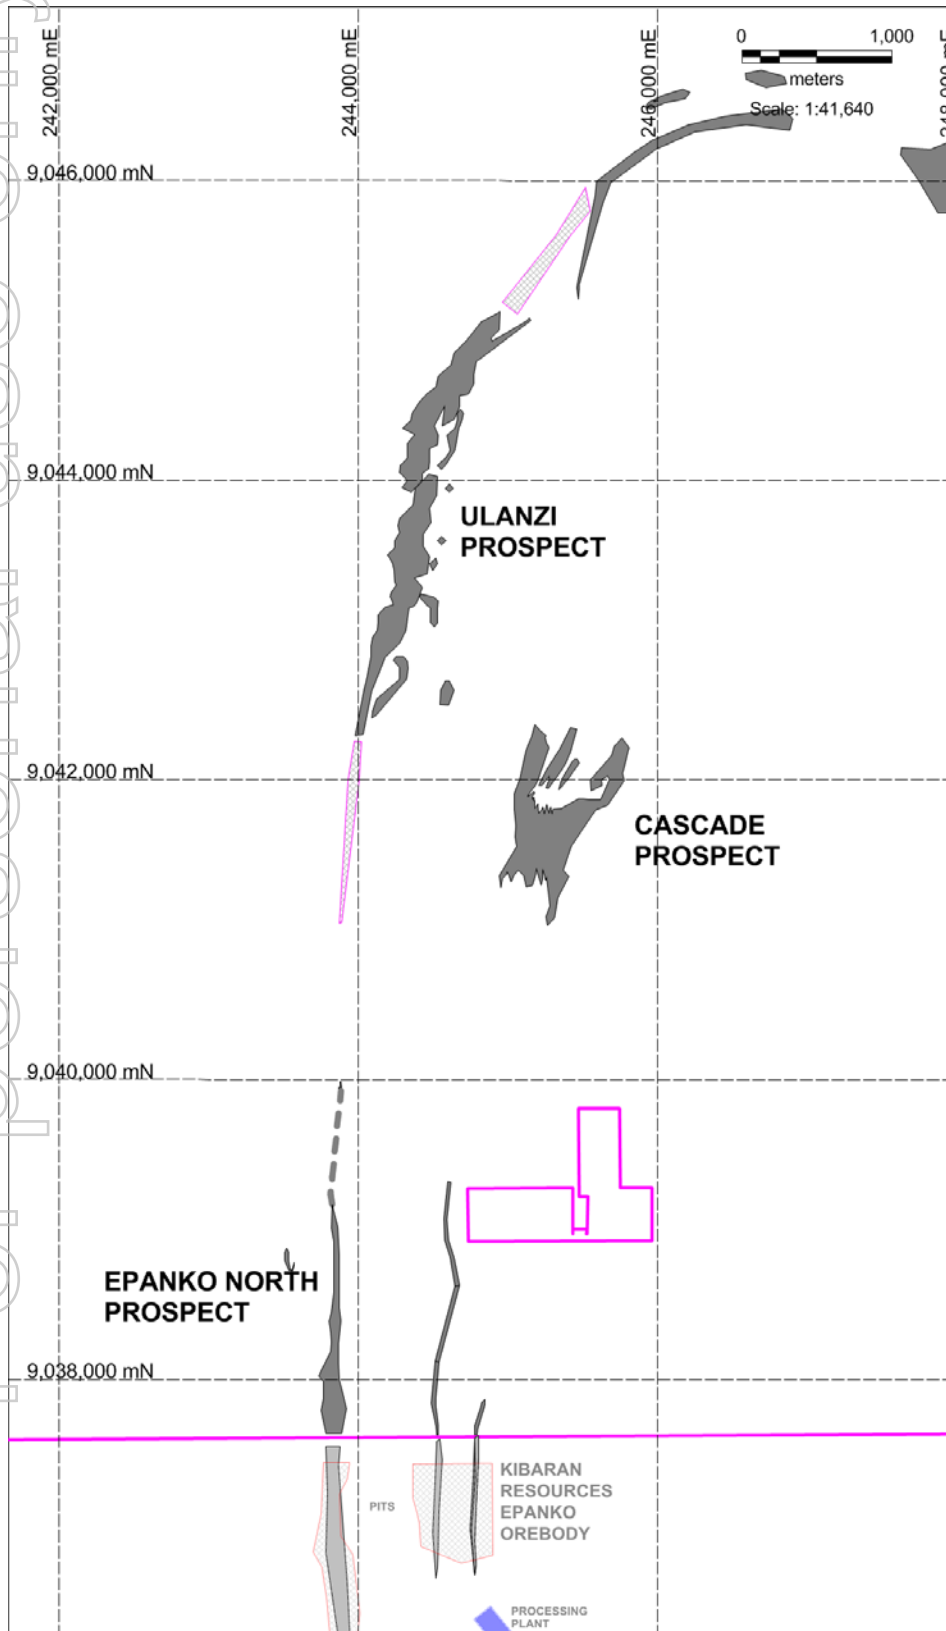 242,000 mE
244,000 mE
246,000 mE
0 1,000
meters
Scale: 1:41,640
9,046,000 mN
9,044,000 mN
ULANZI
PROSPECT
9,042,000 mN
CASCADE
PROSPECT
9,040,000 mN
EPANKO NORTH
PROSPECT
9,038,000 mN
KIBARAN
RESOURCES
EPANKO
OREBODY
PITS
PROCESSING
PLANT